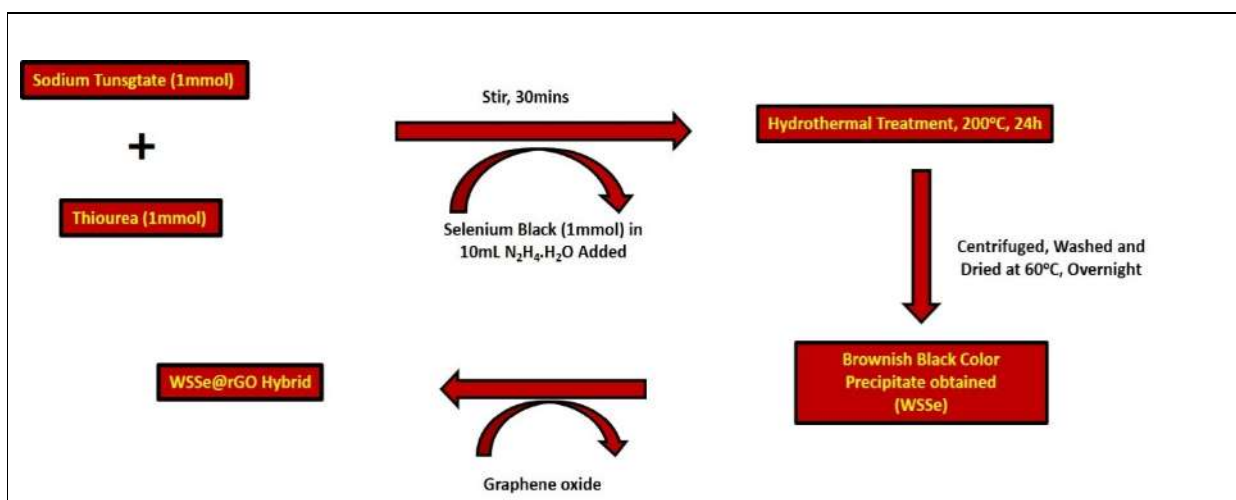 Sodium Tunsgtate (1mmol)
+
Thiourea (1mmol)
Stir, 30mins
Selenium Black (1mmol) in
10mL N₂H₄.H₂O Added
Hydrothermal Treatment, 200°C, 24h
Centrifuged, Washed and
Dried at 60°C, Overnight
Brownish Black Color
Precipitate obtained
(WSSe)
Graphene oxide
WSSe@rGO Hybrid